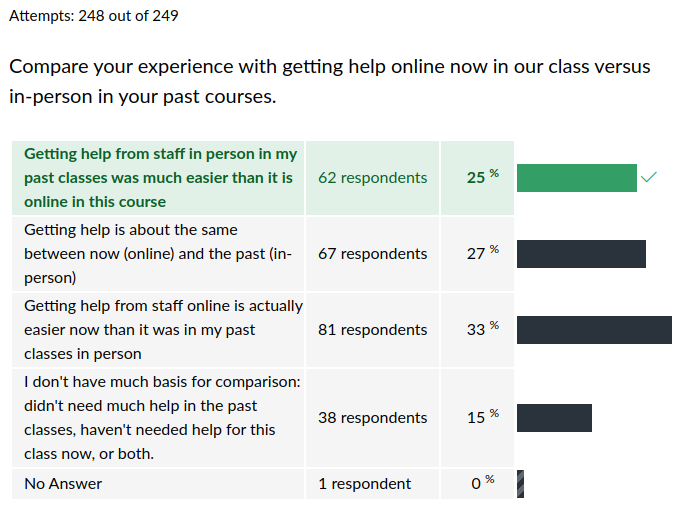 Attempts: 248 out of 249
Compare your experience with getting help online now in our class versus
in-person in your past courses.
Getting help from staff in person in my
past classes was much easier than it is
online in this course
62 respondents
25 %
Getting help is about the same
between now (online) and the past (in-
person)
67 respondents
27 %
Getting help from staff online is actually
easier now than it was in my past
classes in person
81 respondents
33 %
I don't have much basis for comparison:
didn't need much help in the past
classes, haven't needed help for this
class now, or both.
38 respondents
15 %
No Answer
1 respondent
0 %